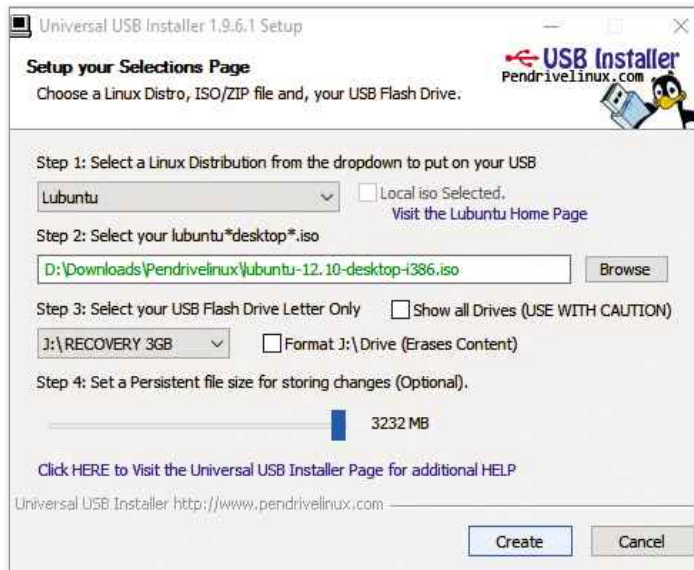 Universal USB Installer 1.9.6.1 Setup
Setup your Selections Page
Choose a Linux Distro, ISO/ZIP file and, your USB Flash Drive.
USB Installer
Pendrivelinux.com
Step 1: Select a Linux Distribution from the dropdown to put on your USB
Lubuntu
Local iso Selected.
Visit the Lubuntu Home Page
Step 2: Select your lubuntu*desktop*.iso
D:\Downloads\Pendrivelinux\lubuntu-12.10-desktop-i386.iso
Browse
Step 3: Select your USB Flash Drive Letter Only
Show all Drives (USE WITH CAUTION)
J:\RECOVERY 3GB
Format J:\ Drive (Erases Content)
Step 4: Set a Persistent file size for storing changes (Optional).
3232 MB
Click HERE to Visit the Universal USB Installer Page for additional HELP
Universal USB Installer http://www.pendrivelinux.com
Create
Cancel